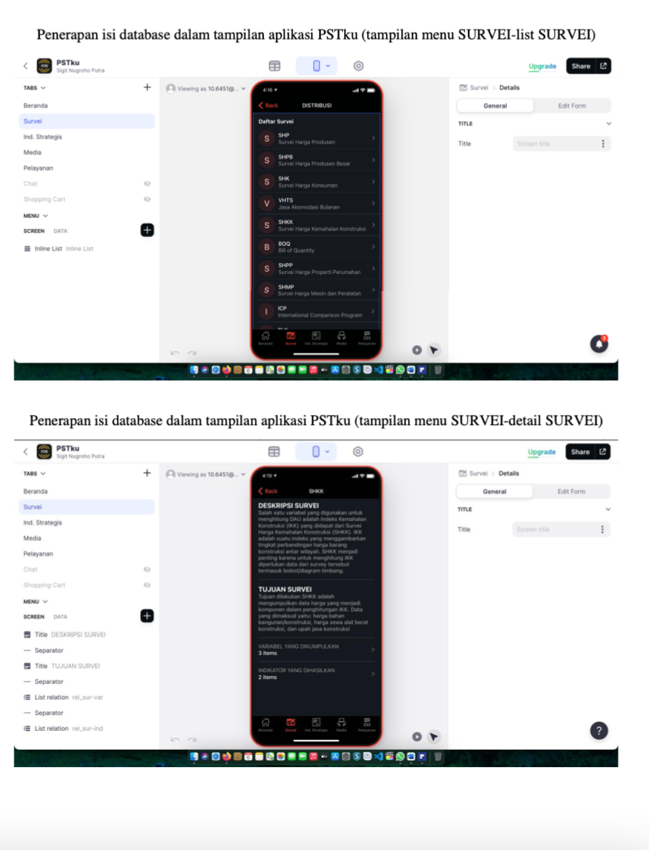 Penerapan isi database dalam tampilan aplikasi PSTku (tampilan menu SURVEI-list SURVEI)
PSTku
Sigit Nugroho Putra
Upgrade
Share
TABS
Viewing as 10.6451@...
Survei
Details
Beranda
Survei
Ind. Strategis
Media
Pelayanan
Chat
Shopping Cart
MENU
SCREEN DATA
Inline List Inline List
4:16
Back
DISTRIBUSI
Daftar Survei
S
SHP
Survei Harga Produsen
S
SHPB
Survei Harga Produsen Besar
S
SHK
Survei Harga Konsumen
V
VHTS
Jasa Akomodasi Bulanan
S
SHKK
Survei Harga Kemahalan Konstruksi
B
BOQ
Bill of Quantity
S
SHPP
Survei Harga Properti Perumahan
S
SHMP
Survei Harga Mesin dan Peralatan
I
ICP
International Comparison Program
Beranda
Survei
Ind. Strategis
Media
Pelayanan
General
Edit Form
TITLE
Title
Screen title
Penerapan isi database dalam tampilan aplikasi PSTku (tampilan menu SURVEI-detail SURVEI)
PSTku
Sigit Nugroho Putra
Upgrade
Share
TABS
Viewing as 10.6451@...
Survei
Details
Beranda
Survei
Ind. Strategis
Media
Pelayanan
Chat
Shopping Cart
MENU
SCREEN DATA
Title DESKRIPSI SURVEI
Separator
Title TUJUAN SURVEI
Separator
List relation rel_sur-var
Separator
List relation rel_sur-ind
4:16
Back
SHKK
DESKRIPSI SURVEI
Salah satu variabel yang digunakan untuk
menghitung DAU adalah Indeks Kemahalan
Konstruksi (IKK) yang didapat dari Survei
Harga Kemahalan Konstruksi (SHKK). IKK
adalah suatu indeks yang menggambarkan
tingkat perbandingan harga barang
konstruksi antar wilayah. SHKK menjadi
penting karena untuk menghitung IKK
diperlukan data dari survey tersebut
termasuk bobot/diagram timbang.
TUJUAN SURVEI
Tujuan dilakukan SHKK adalah
mengumpulkan data harga yang menjadi
komponen dalam penghitungan IKK. Data
yang dimaksud yaitu: harga bahan
bangunan/konstruksi, harga sewa alat berat
konstruksi, dan upah jasa konstruksi
VARIABEL YANG DIKUMPULKAN
3 items
INDIKATOR YANG DIHASILKAN
2 items
Beranda
Survei
Ind. Strategis
Media
Pelayanan
General
Edit Form
TITLE
Title
Screen title
?